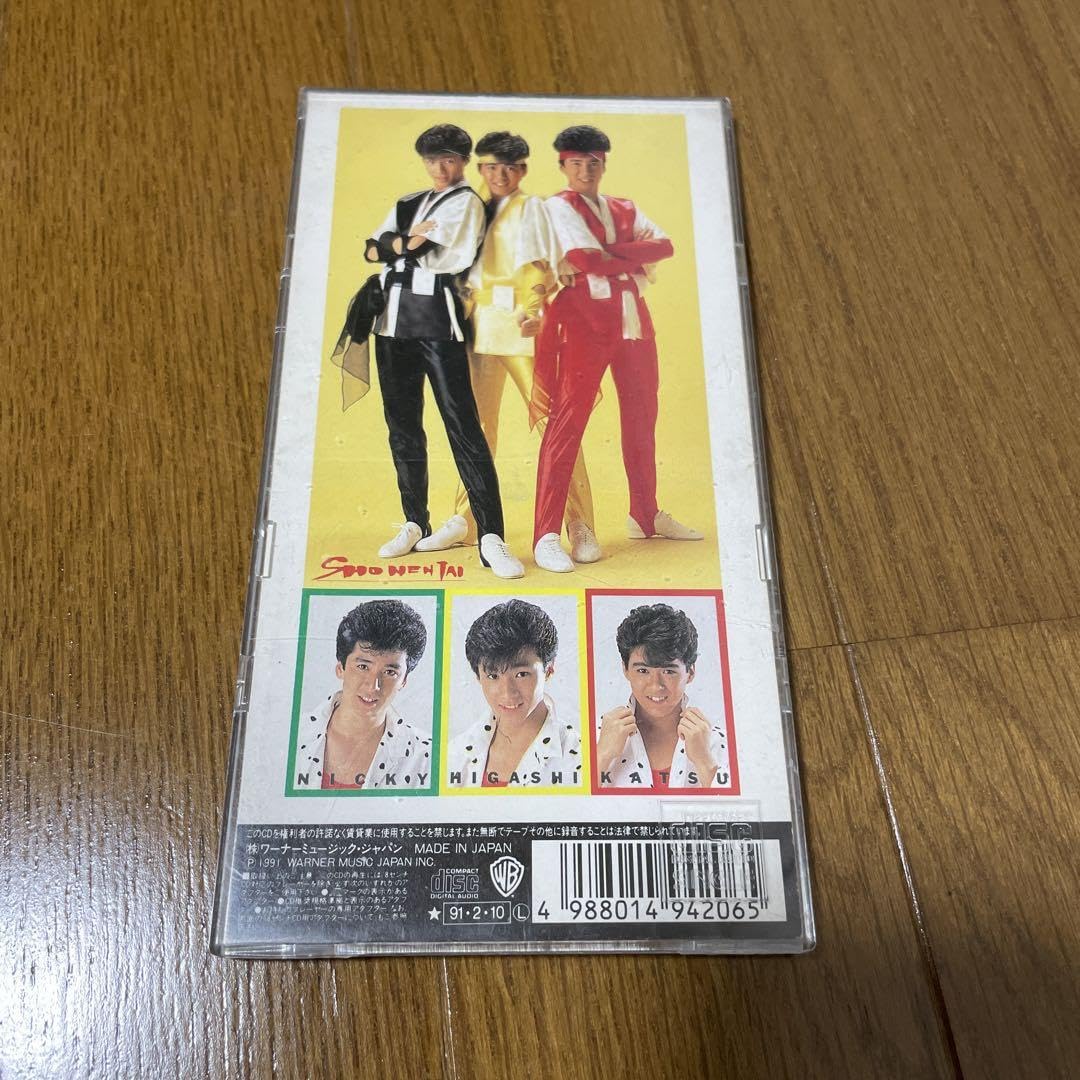 SHONENTAI
NICKY HIGASHI KATSU
このCDを権利者の許諾なく賃貸業に使用することを禁じます。また無断でテープその他に録音することは法律で禁じられています。
㈱ワーナーミュージック・ジャパン MADE IN JAPAN
Ⓟ1991 WARNER MUSIC JAPAN INC.
COMPACT
disc
DIGITAL AUDIO
WB
★ 91・2・10 Ⓛ
4 988014 942065